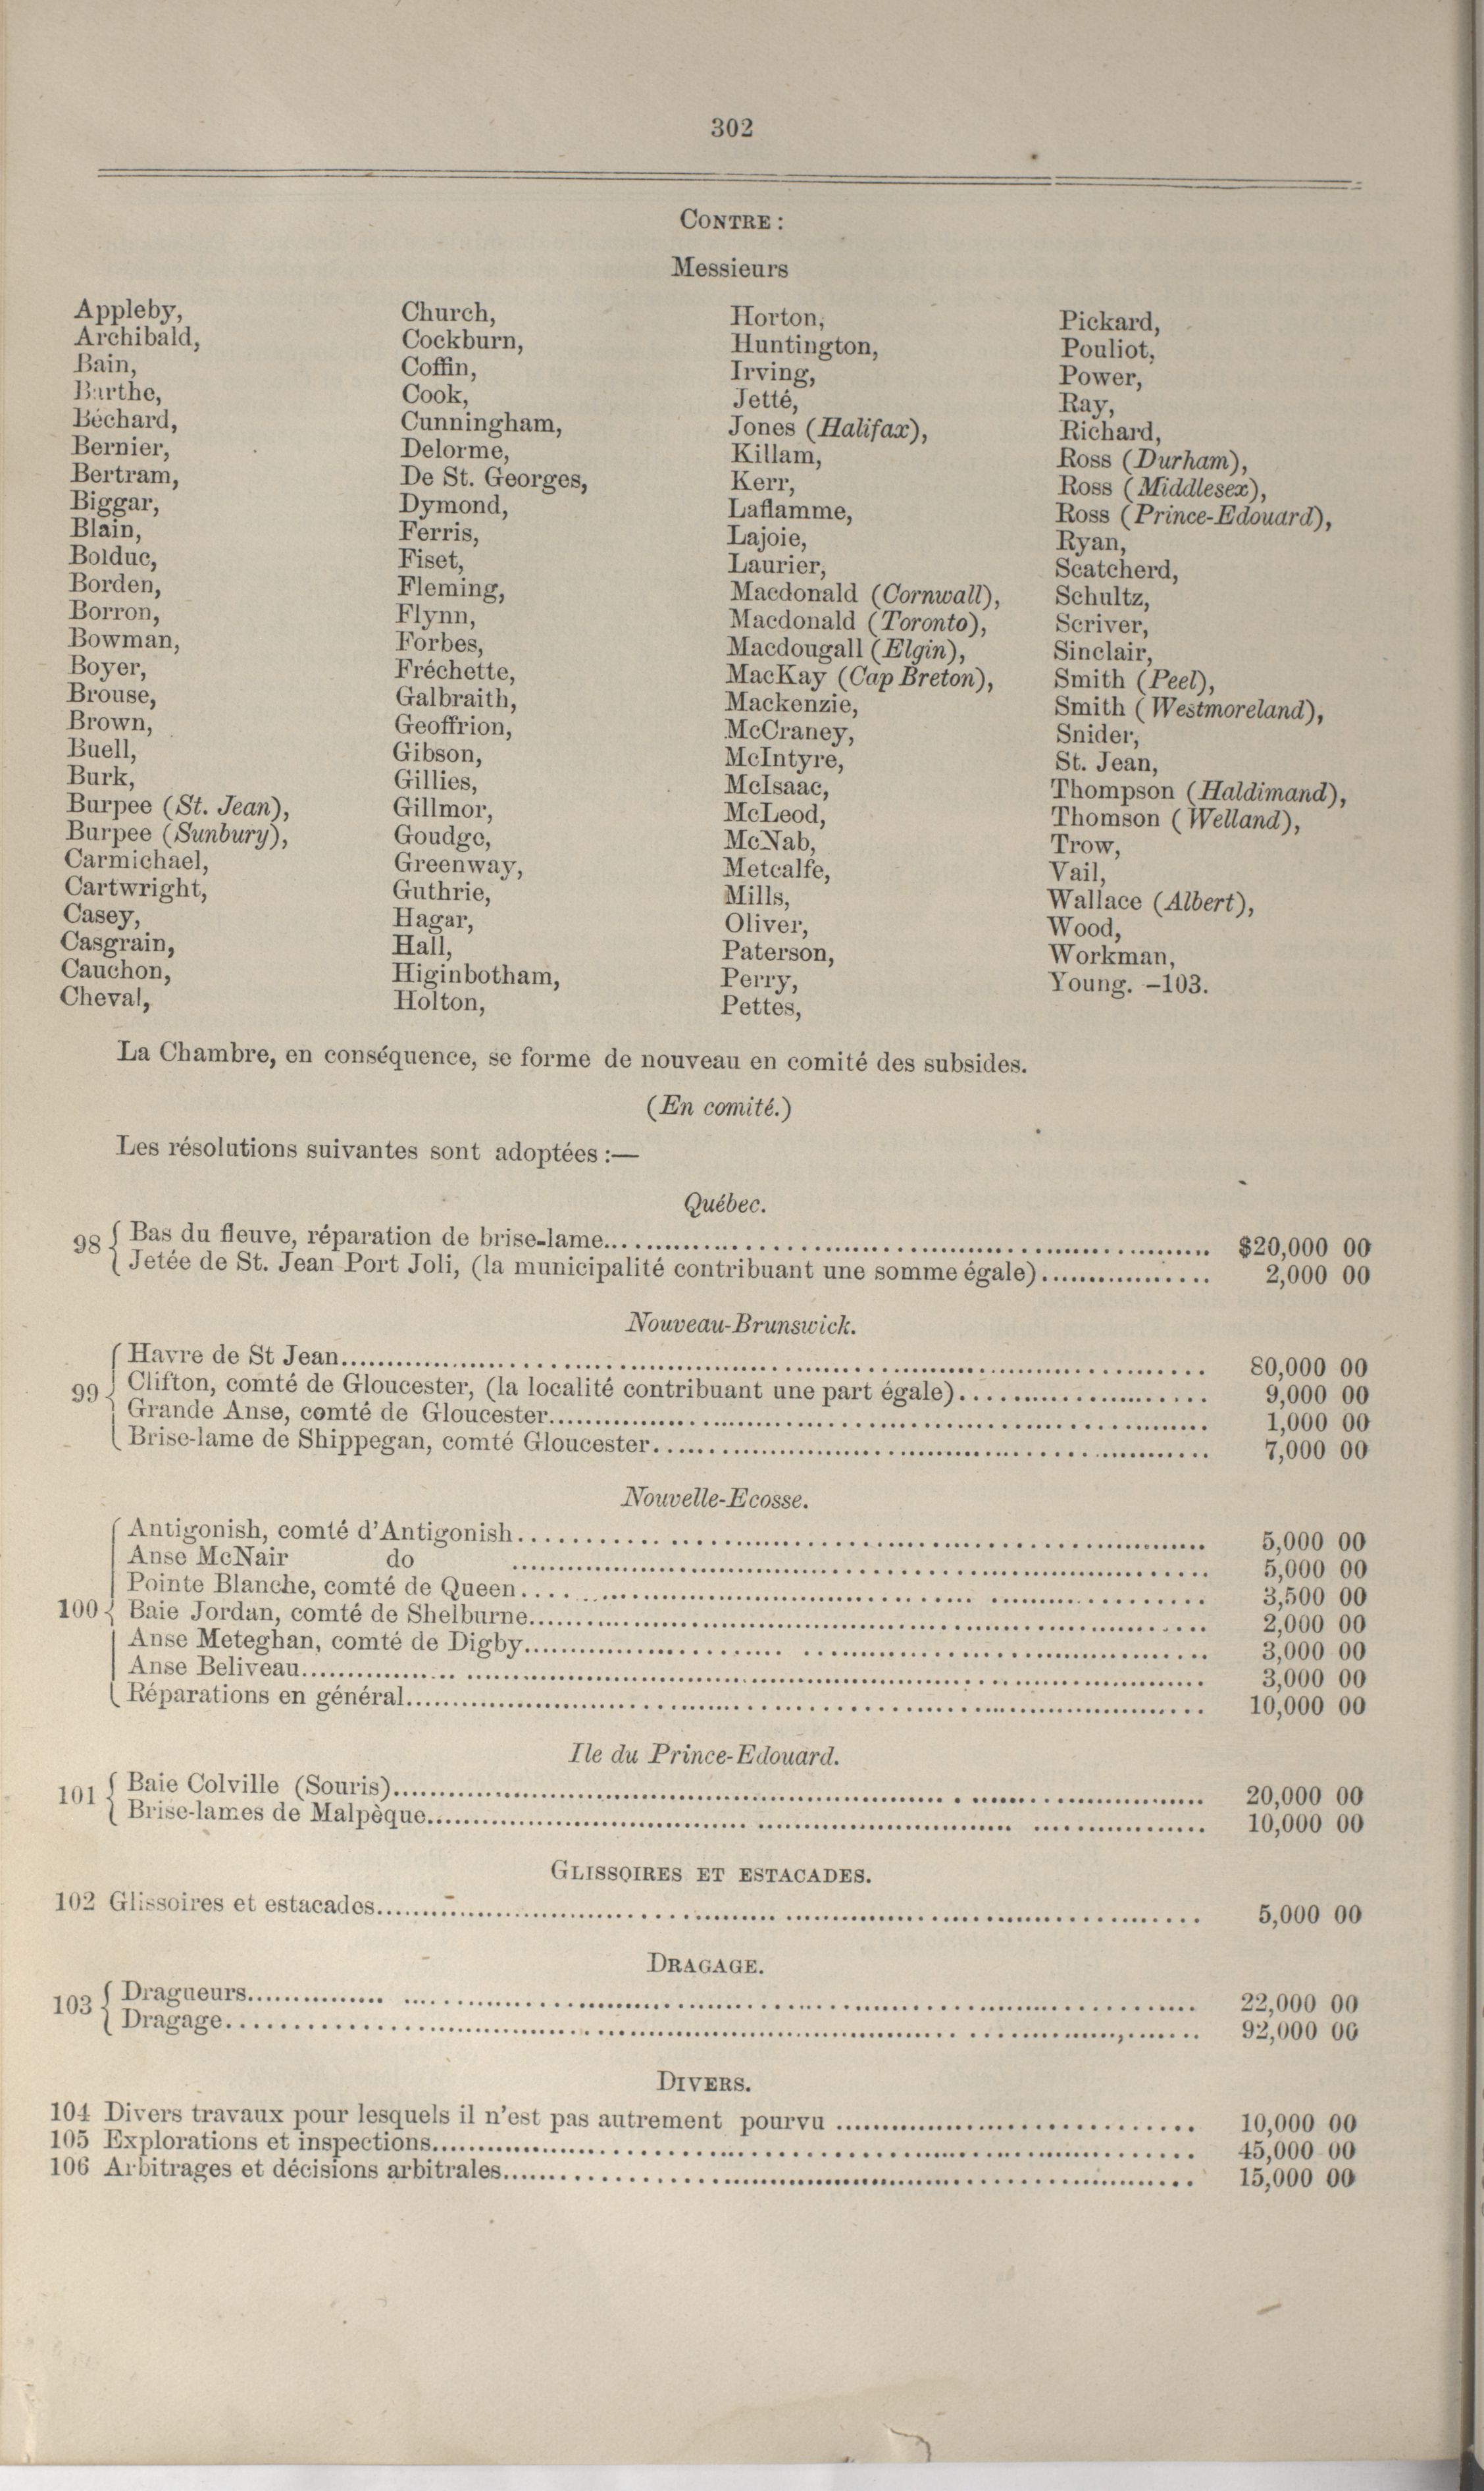 302
CONTRE :
Messieurs
Appleby,
Archibald,
Bain,
Barthe,
Béchard,
Bernier,
Bertram,
Biggar,
Blain,
Bolduc,
Borden,
Borron,
Bowman,
Boyer,
Brouse,
Brown,
Buell,
Burk,
Burpee (St. Jean),
Burpee (Sunbury),
Carmichael,
Cartwright,
Casey,
Casgrain,
Cauchon,
Cheval,
Church,
Cockburn,
Coffin,
Cook,
Cunningham,
Delorme,
De St. Georges,
Dymond,
Ferris,
Fiset,
Fleming,
Flynn,
Forbes,
Fréchette,
Galbraith,
Geoffrion,
Gibson,
Gillies,
Gillmor,
Goudge,
Greenway,
Guthrie,
Hagar,
Hall,
Higinbotham,
Holton,
Horton,
Huntington,
Irving,
Jetté,
Jones (Halifax),
Killam,
Kerr,
Laflamme,
Lajoie,
Laurier,
Macdonald (Cornwall),
Macdonald (Toronto),
Macdougall (Elgin),
MacKay (Cap Breton),
Mackenzie,
McCraney,
McIntyre,
McIsaac,
McLeod,
McNab,
Metcalfe,
Mills,
Oliver,
Paterson,
Perry,
Pettes,
Pickard,
Pouliot,
Power,
Ray,
Richard,
Ross (Durham),
Ross (Middlesex),
Ross (Prince-Edouard),
Ryan,
Scatcherd,
Schultz,
Scriver,
Sinclair,
Smith (Peel),
Smith (Westmoreland),
Snider,
St. Jean,
Thompson (Haldimand),
Thomson (Welland),
Trow,
Vail,
Wallace (Albert),
Wood,
Workman,
Young. —103.
La Chambre, en conséquence, se forme de nouveau en comité des subsides.
(En comité.)
Les résolutions suivantes sont adoptées :—
Québec.
98 { Bas du fleuve, réparation de brise-lame........ $20,000 00
Jetée de St. Jean Port Joli, (la municipalité contribuant une somme égale)........ 2,000 00
Nouveau-Brunswick.
Havre de St Jean........ 80,000 00
99 { Clifton, comté de Gloucester, (la localité contribuant une part égale)........ 9,000 00
Grande Anse, comté de Gloucester........ 1,000 00
Brise-lame de Shippegan, comté Gloucester........ 7,000 00
Nouvelle-Ecosse.
Antigonish, comté d'Antigonish........ 5,000 00
Anse McNair do ........ 5,000 00
Pointe Blanche, comté de Queen........ 3,500 00
100 { Baie Jordan, comté de Shelburne........ 2,000 00
Anse Meteghan, comté de Digby........ 3,000 00
Anse Beliveau........ 3,000 00
Réparations en général........ 10,000 00
Ile du Prince-Edouard.
101 { Baie Colville (Souris)........ 20,000 00
Brise-lames de Malpèque........ 10,000 00
GLISSOIRES ET ESTACADES.
102 Glissoires et estacades........ 5,000 00
DRAGAGE.
103 { Dragueurs........ 22,000 00
Dragage........ 92,000 00
DIVERS.
104 Divers travaux pour lesquels il n'est pas autrement pourvu ........ 10,000 00
105 Explorations et inspections........ 45,000 00
106 Arbitrages et décisions arbitrales........ 15,000 00